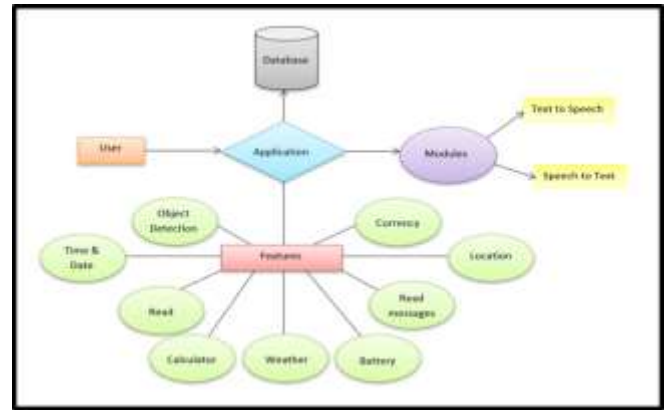 Database
Text to Speech
User
Application
Modules
Speech to Text
Object
Detection
Currency
Time &
Date
Features
Location
Read
Read
messages
Calculator
Weather
Battery